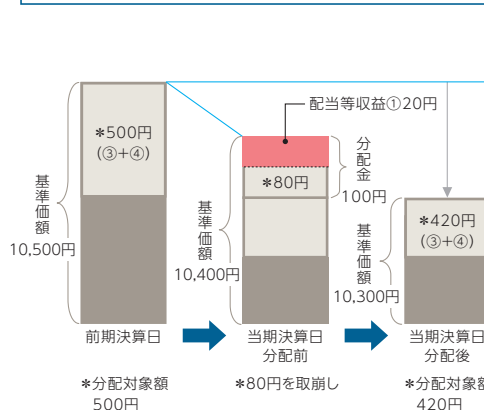 配当等収益①20円
＊500円
(③+④)
分配金
100円
＊80円
＊420円
(③+④)
基準価額
10,500円
基準価額
10,400円
基準価額
10,300円
前期決算日
当期決算日
分配前
当期決算日
分配後
＊分配対象額
500円
＊80円を取崩し
＊分配対象額
420円